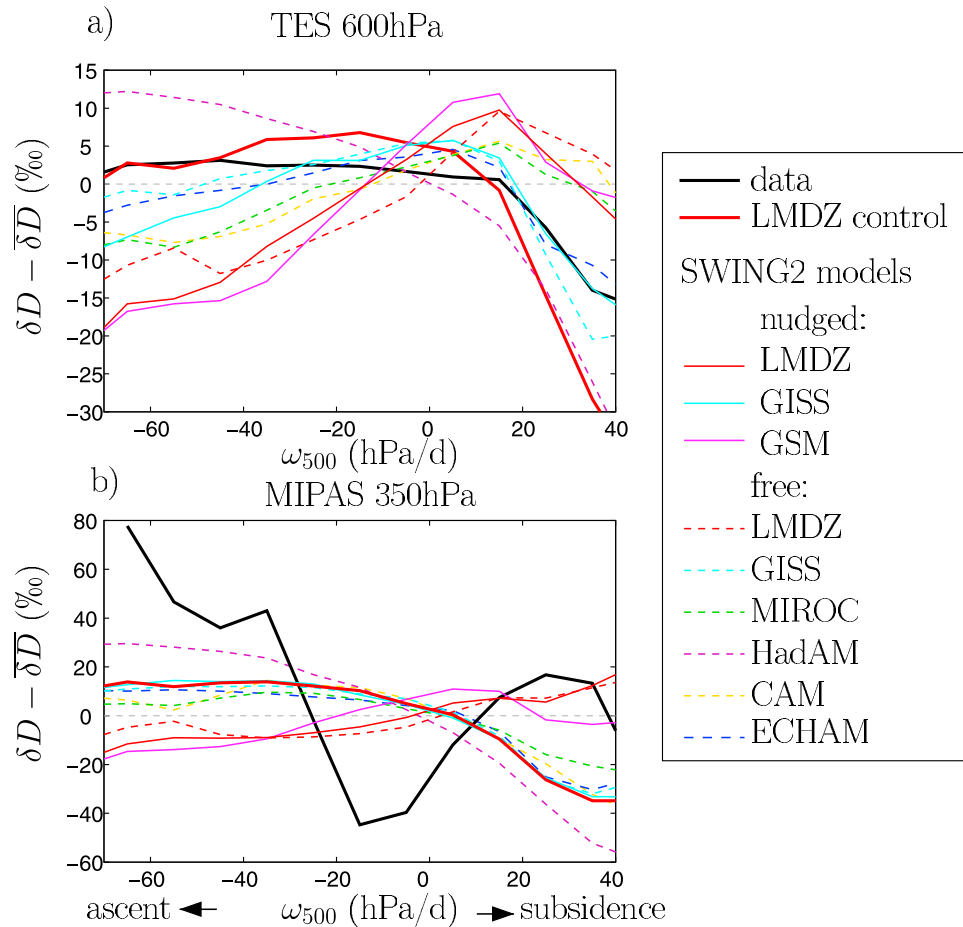 a)
TES 600hPa
15
10
5
0
−5
−10
−15
−20
−25
−30
δD − δD̅ (‰)
−60 −40 −20 0 20 40
ω500 (hPa/d)
b)
MIPAS 350hPa
80
60
40
20
0
−20
−40
−60
δD − δD̅ (‰)
−60 −40 −20 0 20 40
ascent ω500 (hPa/d) subsidence
data
LMDZ control
SWING2 models
nudged:
LMDZ
GISS
GSM
free:
LMDZ
GISS
MIROC
HadAM
CAM
ECHAM